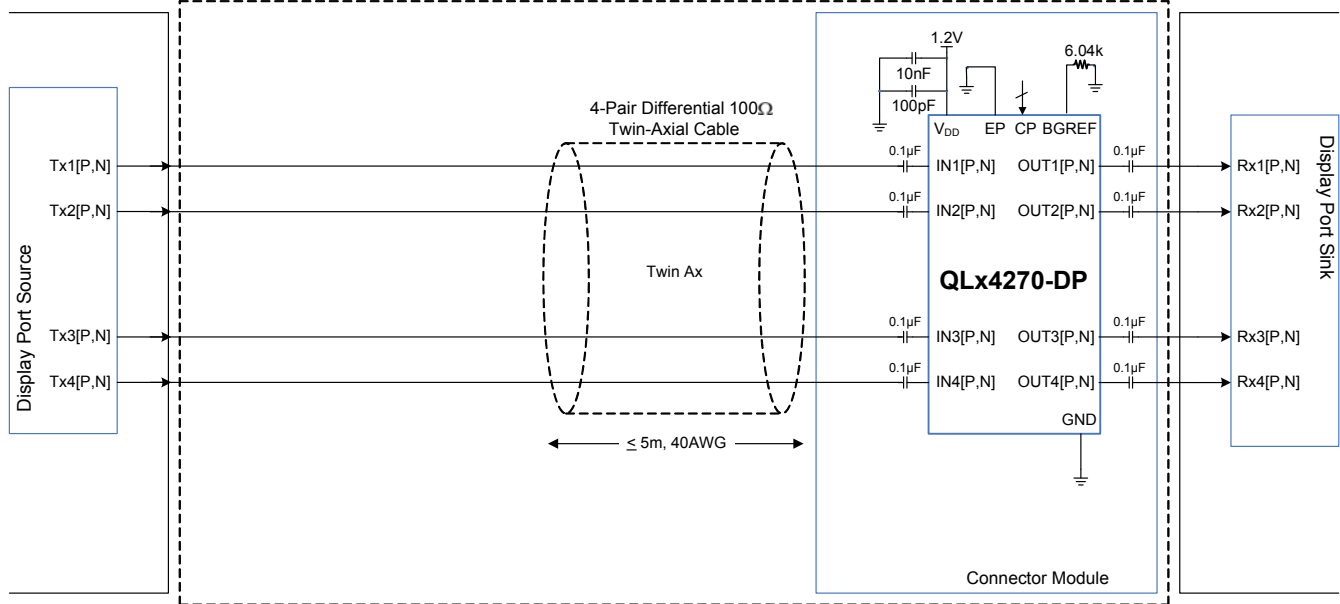 1.2V
6.04k
10nF
100pF
4-Pair Differential 100Ω
Twin-Axial Cable
V_DD EP CP BGREF
Display Port Source
Tx1[P,N]
0.1µF
IN1[P,N] OUT1[P,N]
0.1µF
Rx1[P,N]
Tx2[P,N]
0.1µF
IN2[P,N] OUT2[P,N]
0.1µF
Rx2[P,N]
Twin Ax
QLx4270-DP
Display Port Sink
Tx3[P,N]
0.1µF
IN3[P,N] OUT3[P,N]
0.1µF
Rx3[P,N]
Tx4[P,N]
0.1µF
IN4[P,N] OUT4[P,N]
0.1µF
Rx4[P,N]
GND
≤ 5m, 40AWG
Connector Module